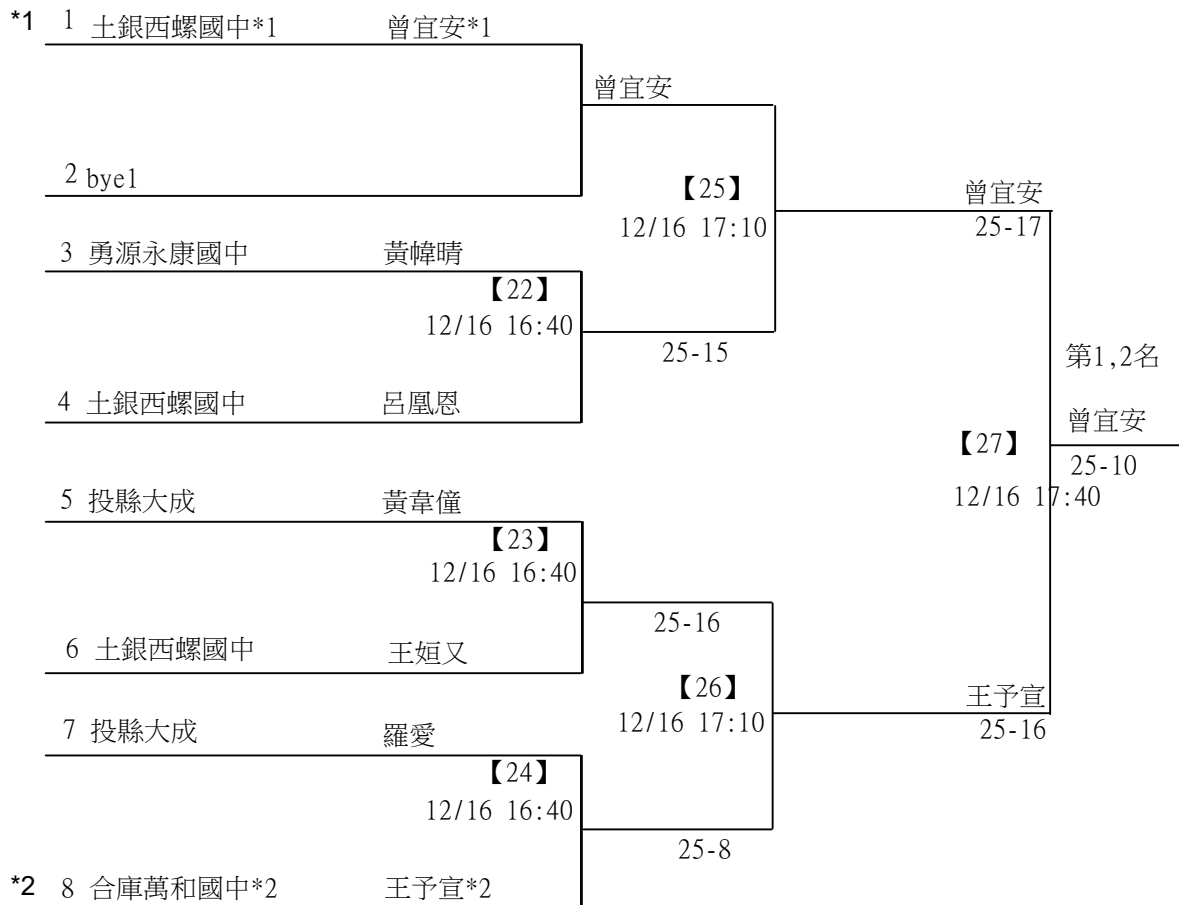 *1 1 土銀西螺國中*1 曾宜安*1
曾宜安
2 bye1
【25】
12/16 17:10
曾宜安
25-17
3 勇源永康國中 黃幃晴
【22】
12/16 16:40
25-15
第1,2名
4 土銀西螺國中 呂凰恩
曾宜安
【27】
25-10
12/16 17:40
5 投縣大成 黃韋僮
【23】
12/16 16:40
25-16
6 土銀西螺國中 王姮又
【26】
12/16 17:10
王予宣
25-16
7 投縣大成 羅愛
【24】
12/16 16:40
25-8
*2 8 合庫萬和國中*2 王予宣*2